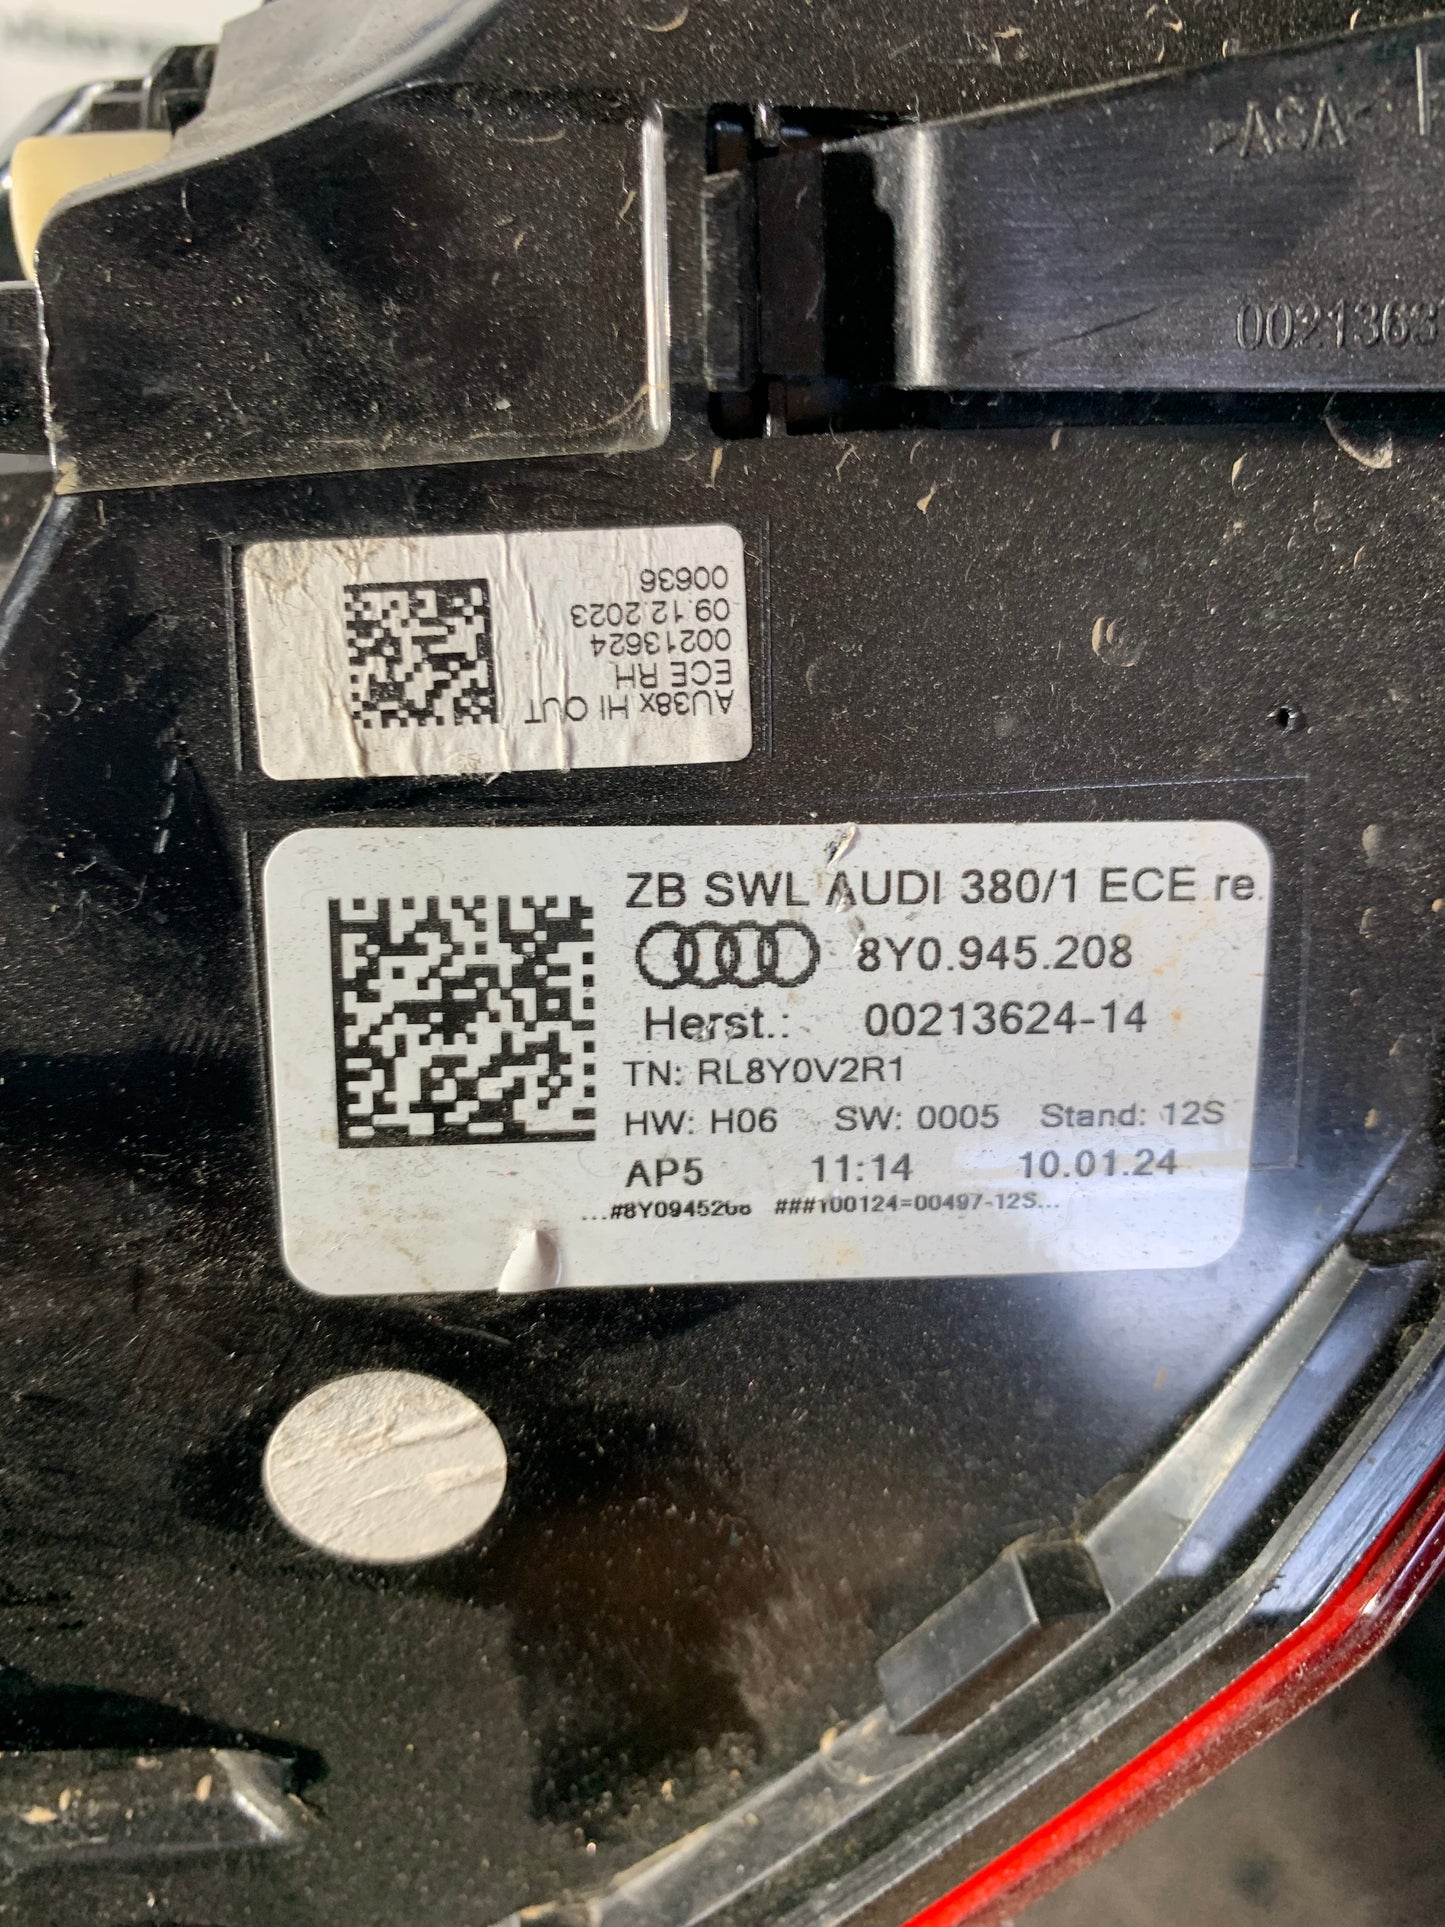 >ASA<
0021363
AU38x HI OUT
ECE RH
00213624
09.12.2023
00636
ZB SWL AUDI 380/1 ECE re.
8Y0.945.208
Herst.: 00213624-14
TN: RL8Y0V2R1
HW: H06 SW: 0005 Stand: 12S
AP5 11:14 10.01.24
...#8Y0945208 ###100124=00497-12S...